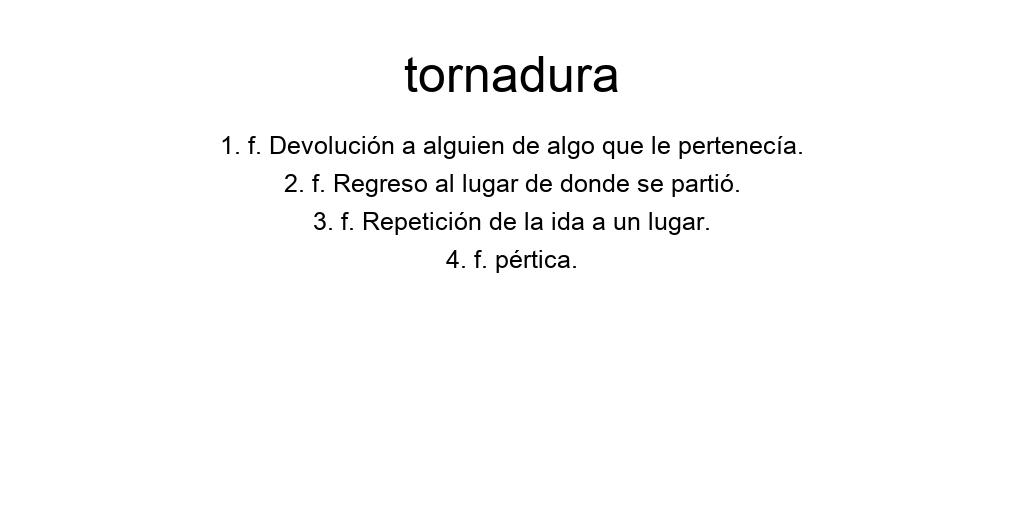 tornadura
1. f. Devolución a alguien de algo que le pertenecía.
2. f. Regreso al lugar de donde se partió.
3. f. Repetición de la ida a un lugar.
4. f. pértica.